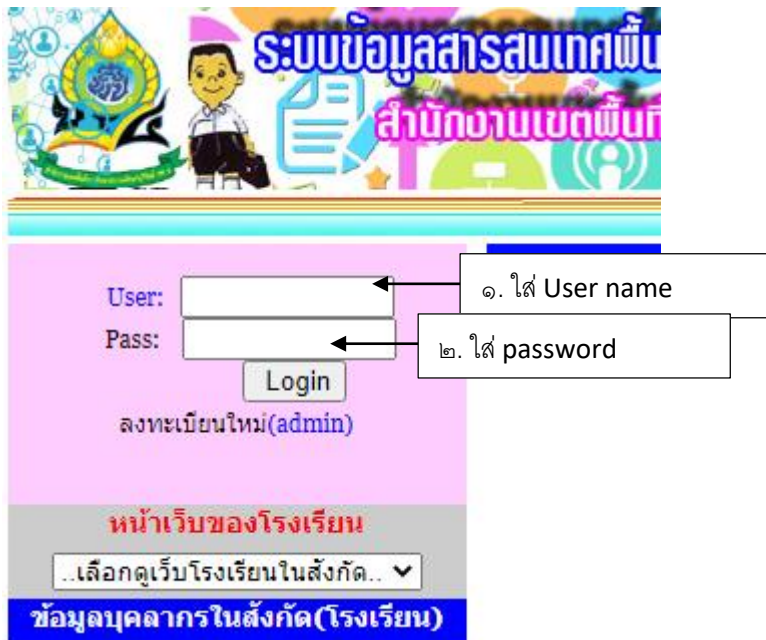 ระบบข้อมูลสารสนเทศพื้น
สำนักงานเขตพื้นที่
User:
๑. ใส่ User name
Pass:
๒. ใส่ password
Login
ลงทะเบียนใหม่(admin)
หน้าเว็บของโรงเรียน
..เลือกดูเว็บโรงเรียนในสังกัด..
ข้อมูลบุคลากรในสังกัด(โรงเรียน)